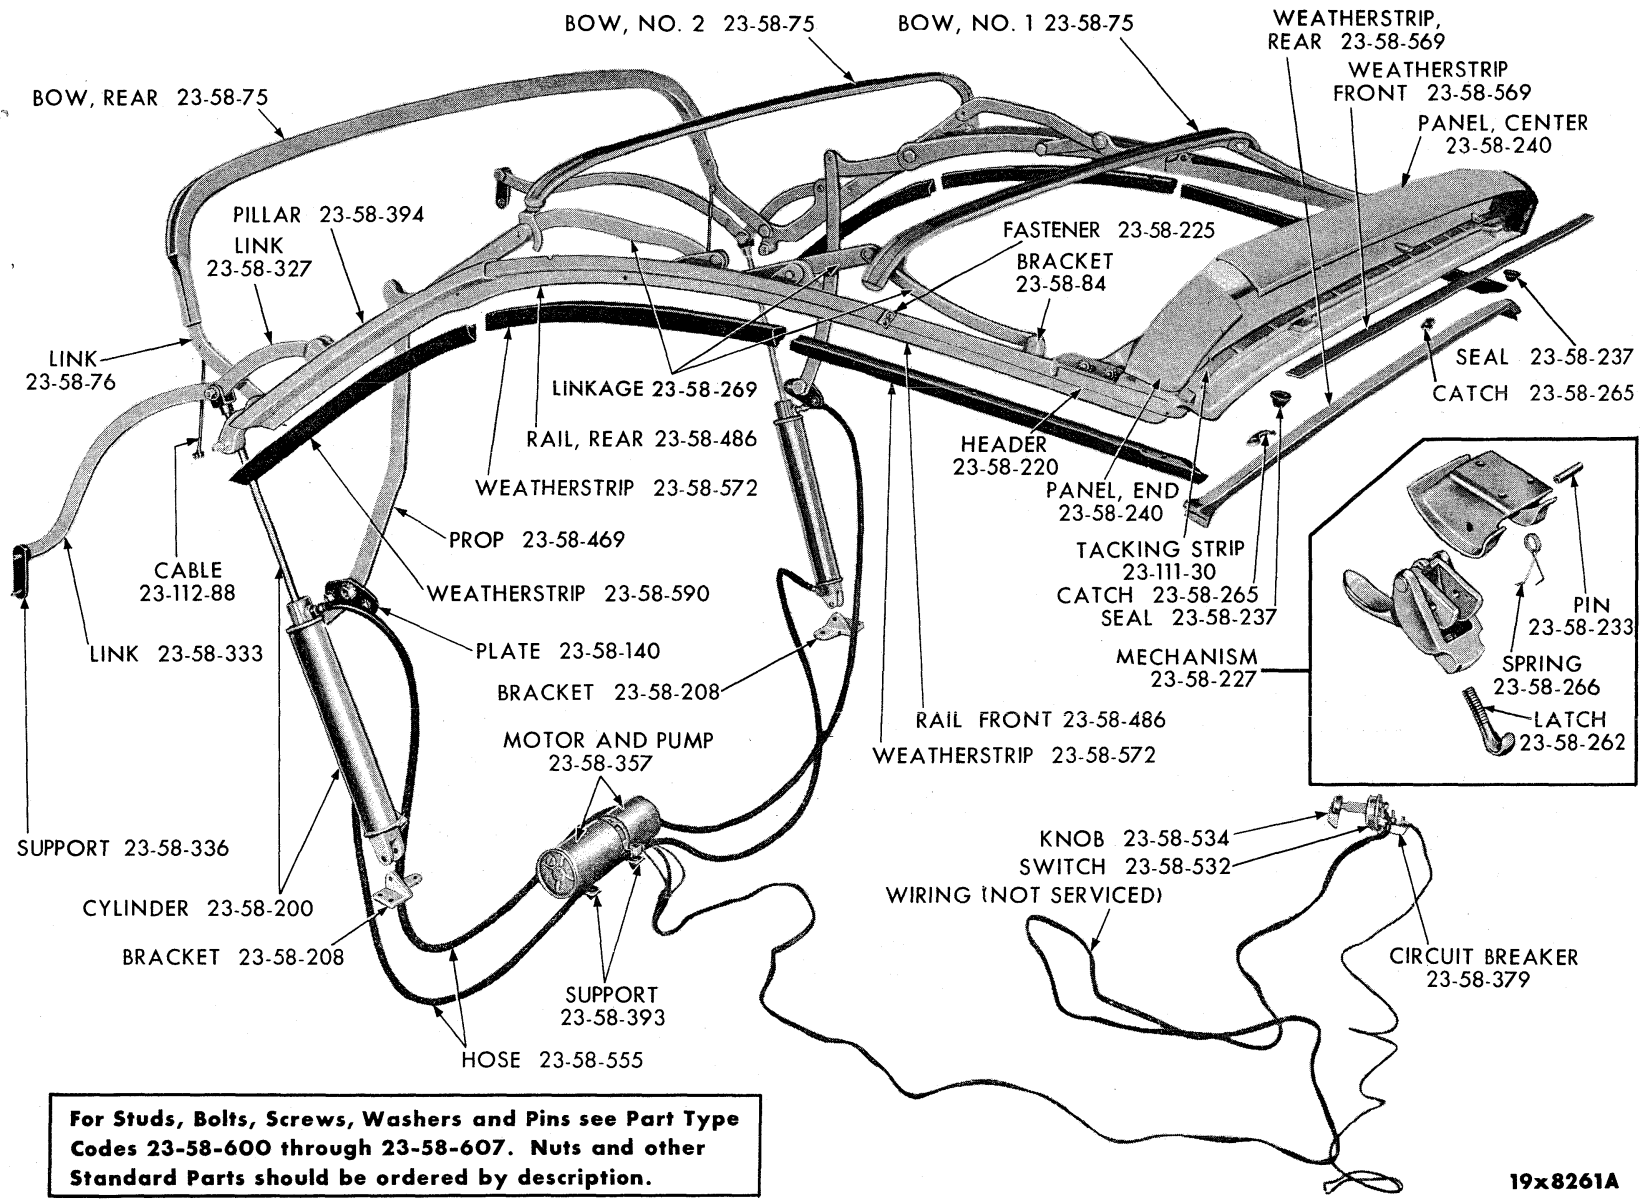 BOW, NO. 2 23-58-75
BOW, NO. 1 23-58-75
WEATHERSTRIP,
REAR 23-58-569
WEATHERSTRIP
FRONT 23-58-569
PANEL, CENTER
23-58-240
BOW, REAR 23-58-75
PILLAR 23-58-394
LINK
23-58-327
FASTENER 23-58-225
BRACKET
23-58-84
LINK
23-58-76
LINKAGE 23-58-269
SEAL 23-58-237
CATCH 23-58-265
RAIL, REAR 23-58-486
HEADER
23-58-220
WEATHERSTRIP 23-58-572
PANEL, END
23-58-240
PROP 23-58-469
TACKING STRIP
23-111-30
CATCH 23-58-265
SEAL 23-58-237
CABLE
23-112-88
WEATHERSTRIP 23-58-590
PIN
23-58-233
LINK 23-58-333
PLATE 23-58-140
MECHANISM
23-58-227
SPRING
23-58-266
BRACKET 23-58-208
RAIL FRONT 23-58-486
LATCH
23-58-262
MOTOR AND PUMP
23-58-357
WEATHERSTRIP 23-58-572
SUPPORT 23-58-336
KNOB 23-58-534
SWITCH 23-58-532
WIRING (NOT SERVICED)
CYLINDER 23-58-200
BRACKET 23-58-208
CIRCUIT BREAKER
23-58-379
SUPPORT
23-58-393
HOSE 23-58-555
For Studs, Bolts, Screws, Washers and Pins see Part Type
Codes 23-58-600 through 23-58-607. Nuts and other
Standard Parts should be ordered by description.
19x8261A